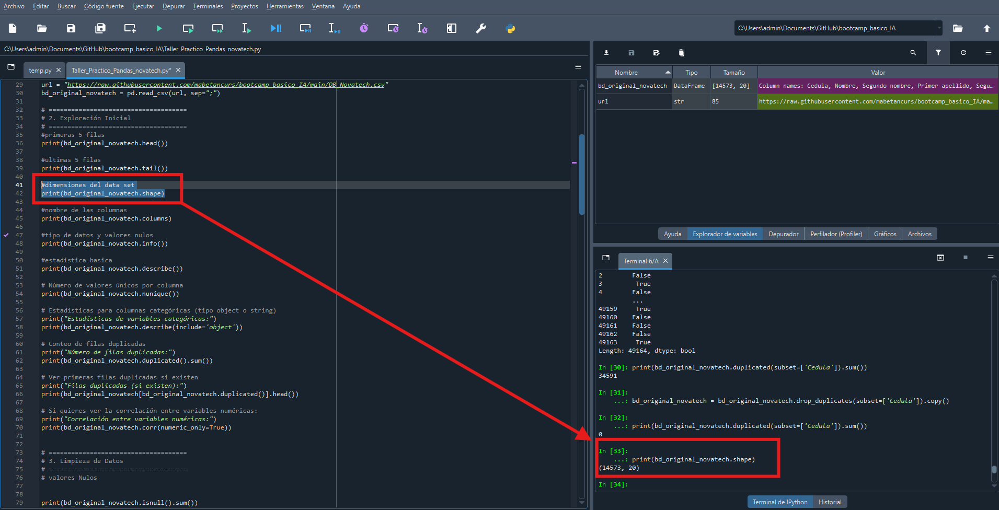 Archivo Editar Buscar Código fuente Ejecutar Depurar Terminales Proyectos Herramientas Ventana Ayuda
C:\Users\admin\Documents\GitHub\bootcamp_basico_IA
C:\Users\admin\Documents\GitHub\bootcamp_basico_IA\Taller_Practico_Pandas_novatech.py
temp.py
Taller_Practico_Pandas_novatech.py*
29 url = "https://raw.githubusercontent.com/mabetancurs/bootcamp_basico_IA/main/DB_Novatech.csv"
30 bd_original_novatech = pd.read_csv(url, sep=";")
31
32 # =====================================
33 # 2. Exploración Inicial
34 # =====================================
35 #primeras 5 filas
36 print(bd_original_novatech.head())
37
38 #ultimas 5 filas
39 print(bd_original_novatech.tail())
40
41 #dimensiones del data set
42 print(bd_original_novatech.shape)
43
44 #nombre de las columnas
45 print(bd_original_novatech.columns)
46
47 #tipo de datos y valores nulos
48 print(bd_original_novatech.info())
49
50 #estadistica basica
51 print(bd_original_novatech.describe())
52
53 # Número de valores únicos por columna
54 print(bd_original_novatech.nunique())
55
56 # Estadísticas para columnas categóricas (tipo object o string)
57 print("Estadísticas de variables categóricas:")
58 print(bd_original_novatech.describe(include='object'))
59
60 # Conteo de filas duplicadas
61 print("Número de filas duplicadas:")
62 print(bd_original_novatech.duplicated().sum())
63
64 # Ver primeras filas duplicadas si existen
65 print("Filas duplicadas (si existen):")
66 print(bd_original_novatech[bd_original_novatech.duplicated()].head())
67
68 # Si quieres ver la correlación entre variables numéricas:
69 print("Correlación entre variables numéricas:")
70 print(bd_original_novatech.corr(numeric_only=True))
71
72
73 # =====================================
74 # 3. Limpieza de Datos
75 # =====================================
76 # valores Nulos
77
78
79 print(bd_original_novatech.isnull().sum())
Nombre Tipo Tamaño Valor
bd_original_novatech DataFrame [14573, 20] Column names: Cedula, Nombre, Segundo nombre, Primer apellido, Segu…
url str 85 https://raw.githubusercontent.com/mabetancurs/bootcamp_basico_IA/ma…
Ayuda Explorador de variables Depurador Perfilador (Profiler) Gráficos Archivos
Terminal 6/A
2 False
3 True
4 False
...
49159 True
49160 False
49161 False
49162 False
49163 True
Length: 49164, dtype: bool
In [30]: print(bd_original_novatech.duplicated(subset=['Cedula']).sum())
34591
In [31]:
...: bd_original_novatech = bd_original_novatech.drop_duplicates(subset=['Cedula']).copy()
In [32]:
...: print(bd_original_novatech.duplicated(subset=['Cedula']).sum())
0
In [33]:
...: print(bd_original_novatech.shape)
(14573, 20)
In [34]:
Terminal de IPython Historial